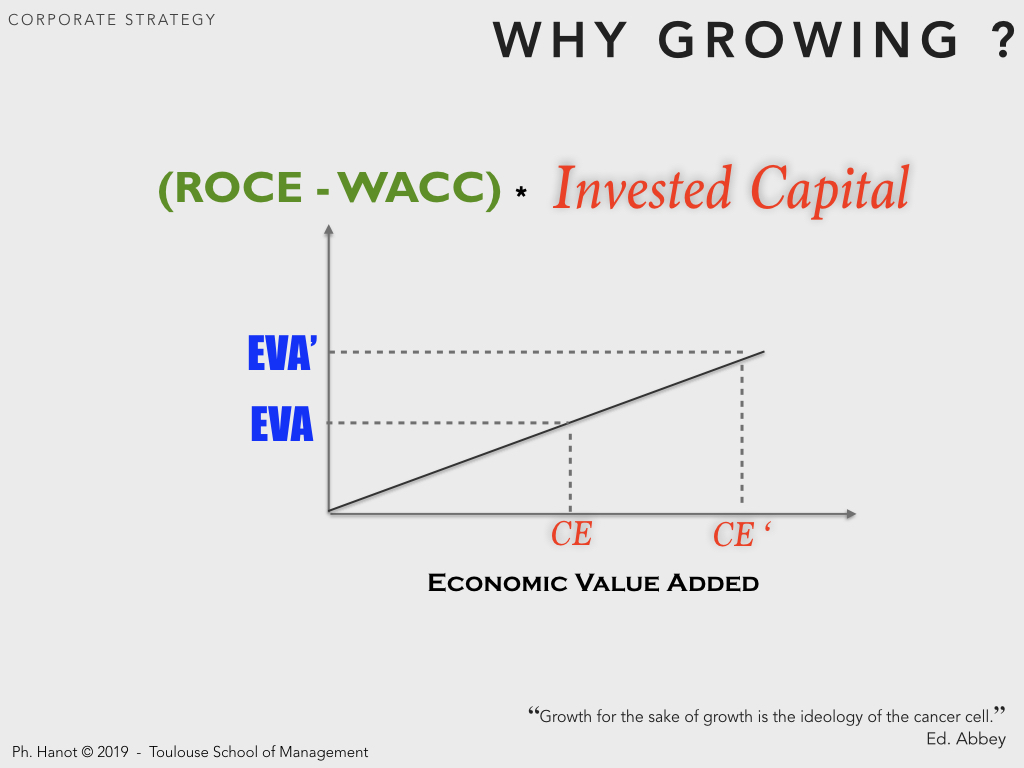 CORPORATE STRATEGY
WHY GROWING ?
(ROCE - WACC) * Invested Capital
EVA’
EVA
CE
CE ‘
Economic Value Added
“Growth for the sake of growth is the ideology of the cancer cell.”
Ed. Abbey
Ph. Hanot © 2019 - Toulouse School of Management